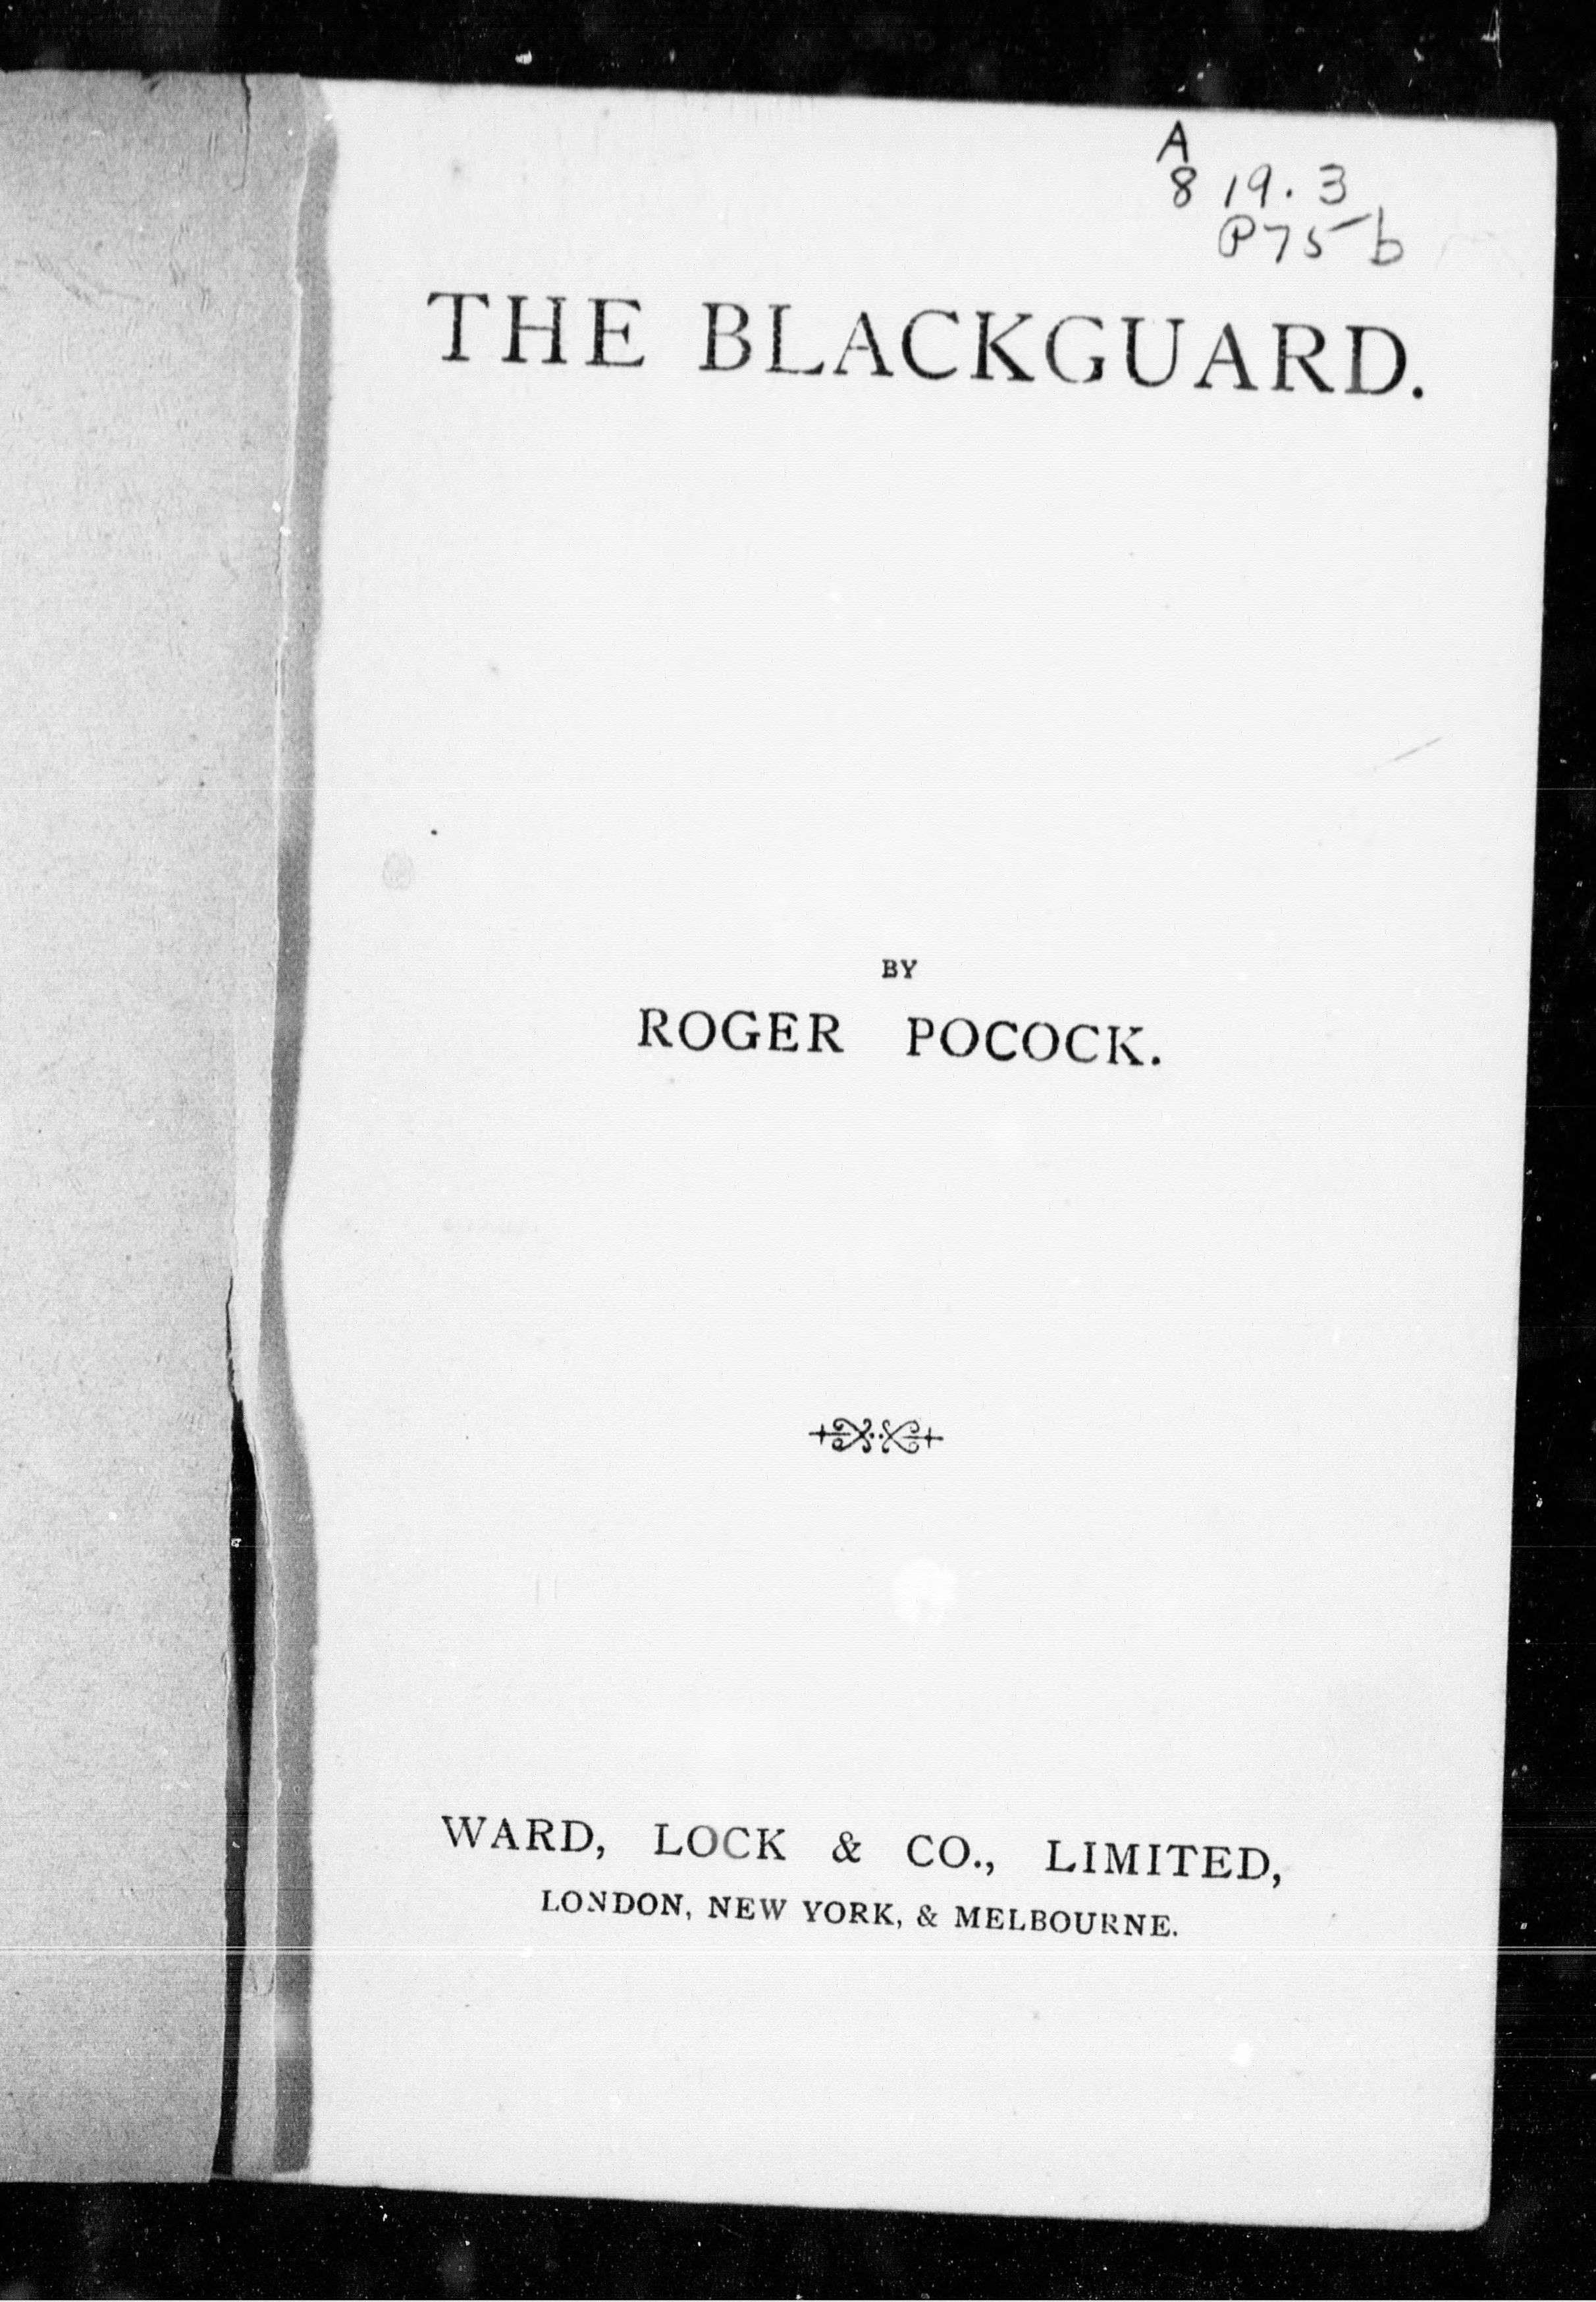 A
819.3
P75b
THE BLACKGUARD.
BY
ROGER POCOCK.
WARD, LOCK & CO., LIMITED,
LONDON, NEW YORK, & MELBOURNE.